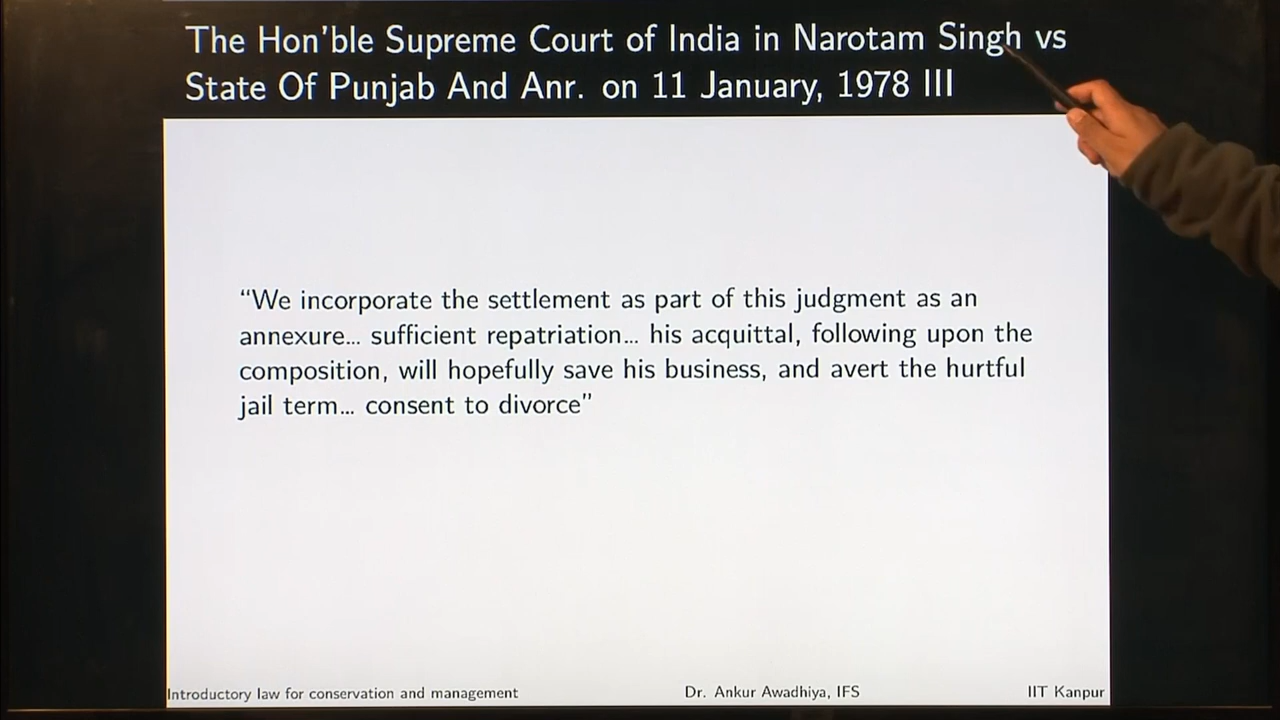 The Hon'ble Supreme Court of India in Narotam Singh vs
State Of Punjab And Anr. on 11 January, 1978 III
“We incorporate the settlement as part of this judgment as an
annexure... sufficient repatriation... his acquittal, following upon the
composition, will hopefully save his business, and avert the hurtful
jail term... consent to divorce”
Introductory law for conservation and management Dr. Ankur Awadhiya, IFS IIT Kanpur